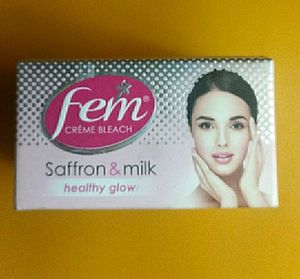 fem®
CRÈME BLEACH
Saffron & milk
healthy glow